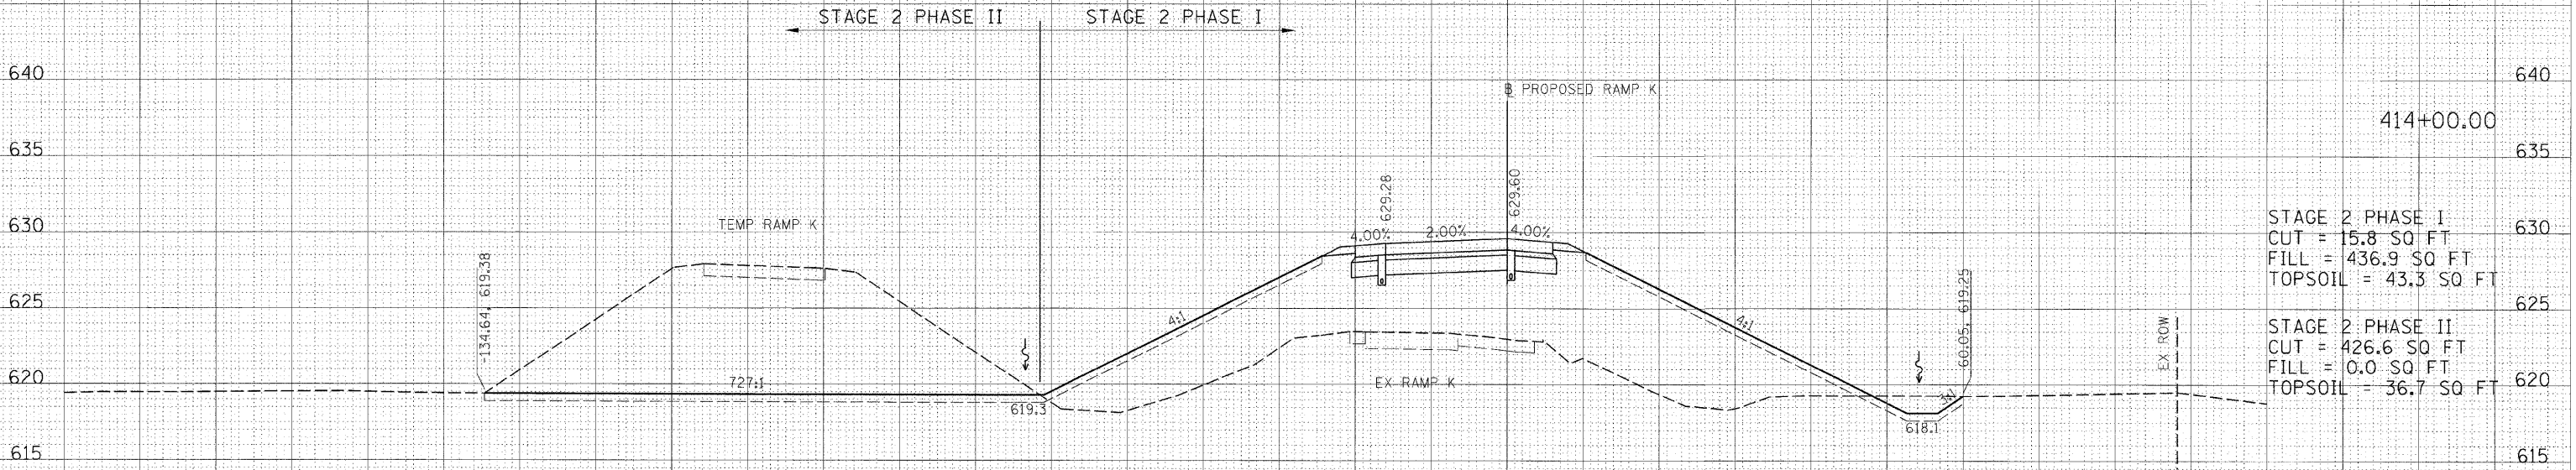 STAGE 2 PHASE II
STAGE 2 PHASE I
640
640
B PROPOSED RAMP K
414+00.00
635
635
629.28
629.60
630
TEMP RAMP K
4.00%
2.00%
4.00%
630
STAGE 2 PHASE I
CUT = 15.8 SQ FT
FILL = 436.9 SQ FT
TOPSOIL = 43.3 SQ FT
-134.64, 619.38
60.05, 619.25
625
625
4:1
4:1
EX ROW
STAGE 2 PHASE II
CUT = 426.6 SQ FT
FILL = 0.0 SQ FT
TOPSOIL = 36.7 SQ FT
620
727:1
EX RAMP K
3:1
620
619.3
618.1
615
615